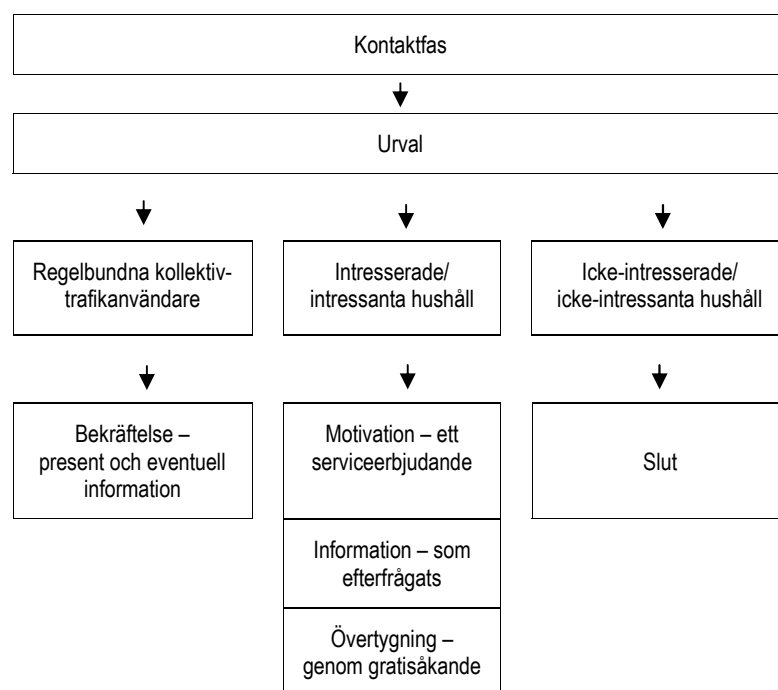 Kontaktfas
Urval
Regelbundna kollektiv-
trafikanvändare
Intresserade/
intressanta hushåll
Icke-intresserade/
icke-intressanta hushåll
Bekräftelse –
present och eventuell
information
Motivation – ett
serviceerbjudande
Slut
Information – som
efterfrågats
Övertygning –
genom gratisåkande